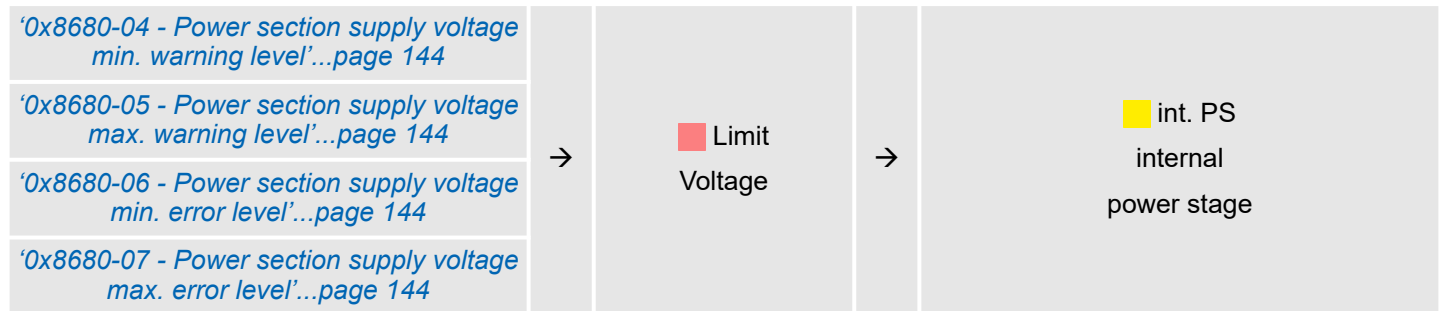 ‘0x8680-04 - Power section supply voltage
min. warning level’...page 144
‘0x8680-05 - Power section supply voltage
max. warning level’...page 144
‘0x8680-06 - Power section supply voltage
min. error level’...page 144
‘0x8680-07 - Power section supply voltage
max. error level’...page 144
→
Limit
Voltage
→
int. PS
internal
power stage